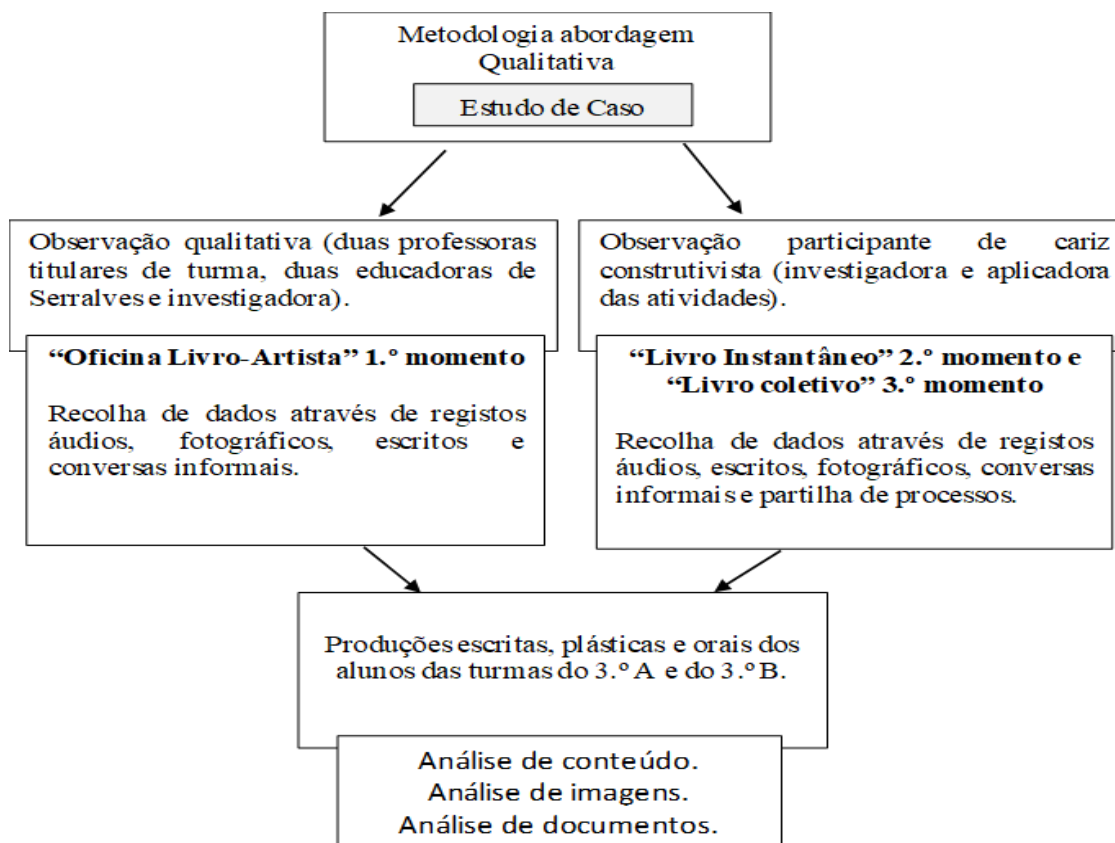 Metodologia abordagem
Qualitativa
Estudo de Caso
Observação qualitativa (duas professoras
titulares de turma, duas educadoras de
Serralves e investigadora).
“Oficina Livro-Artista” 1.º momento
Recolha de dados através de registos
áudios, fotográficos, escritos e
conversas informais.
Observação participante de cariz
construtivista (investigadora e aplicadora
das atividades).
“Livro Instantâneo” 2.º momento e
“Livro coletivo” 3.º momento
Recolha de dados através de registos
áudios, escritos, fotográficos, conversas
informais e partilha de processos.
Produções escritas, plásticas e orais dos
alunos das turmas do 3.º A e do 3.º B.
Análise de conteúdo.
Análise de imagens.
Análise de documentos.